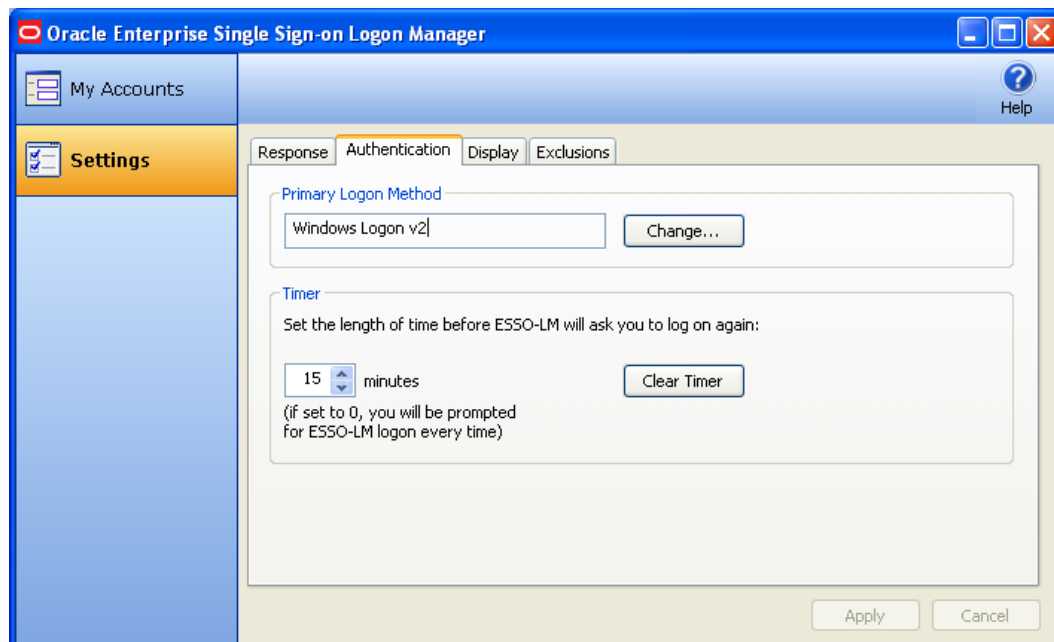 Oracle Enterprise Single Sign-on Logon Manager
My Accounts
Help
Settings
Response
Authentication
Display
Exclusions
Primary Logon Method
Windows Logon v2
Change...
Timer
Set the length of time before ESSO-LM will ask you to log on again:
15
minutes
Clear Timer
(if set to 0, you will be prompted
for ESSO-LM logon every time)
Apply
Cancel